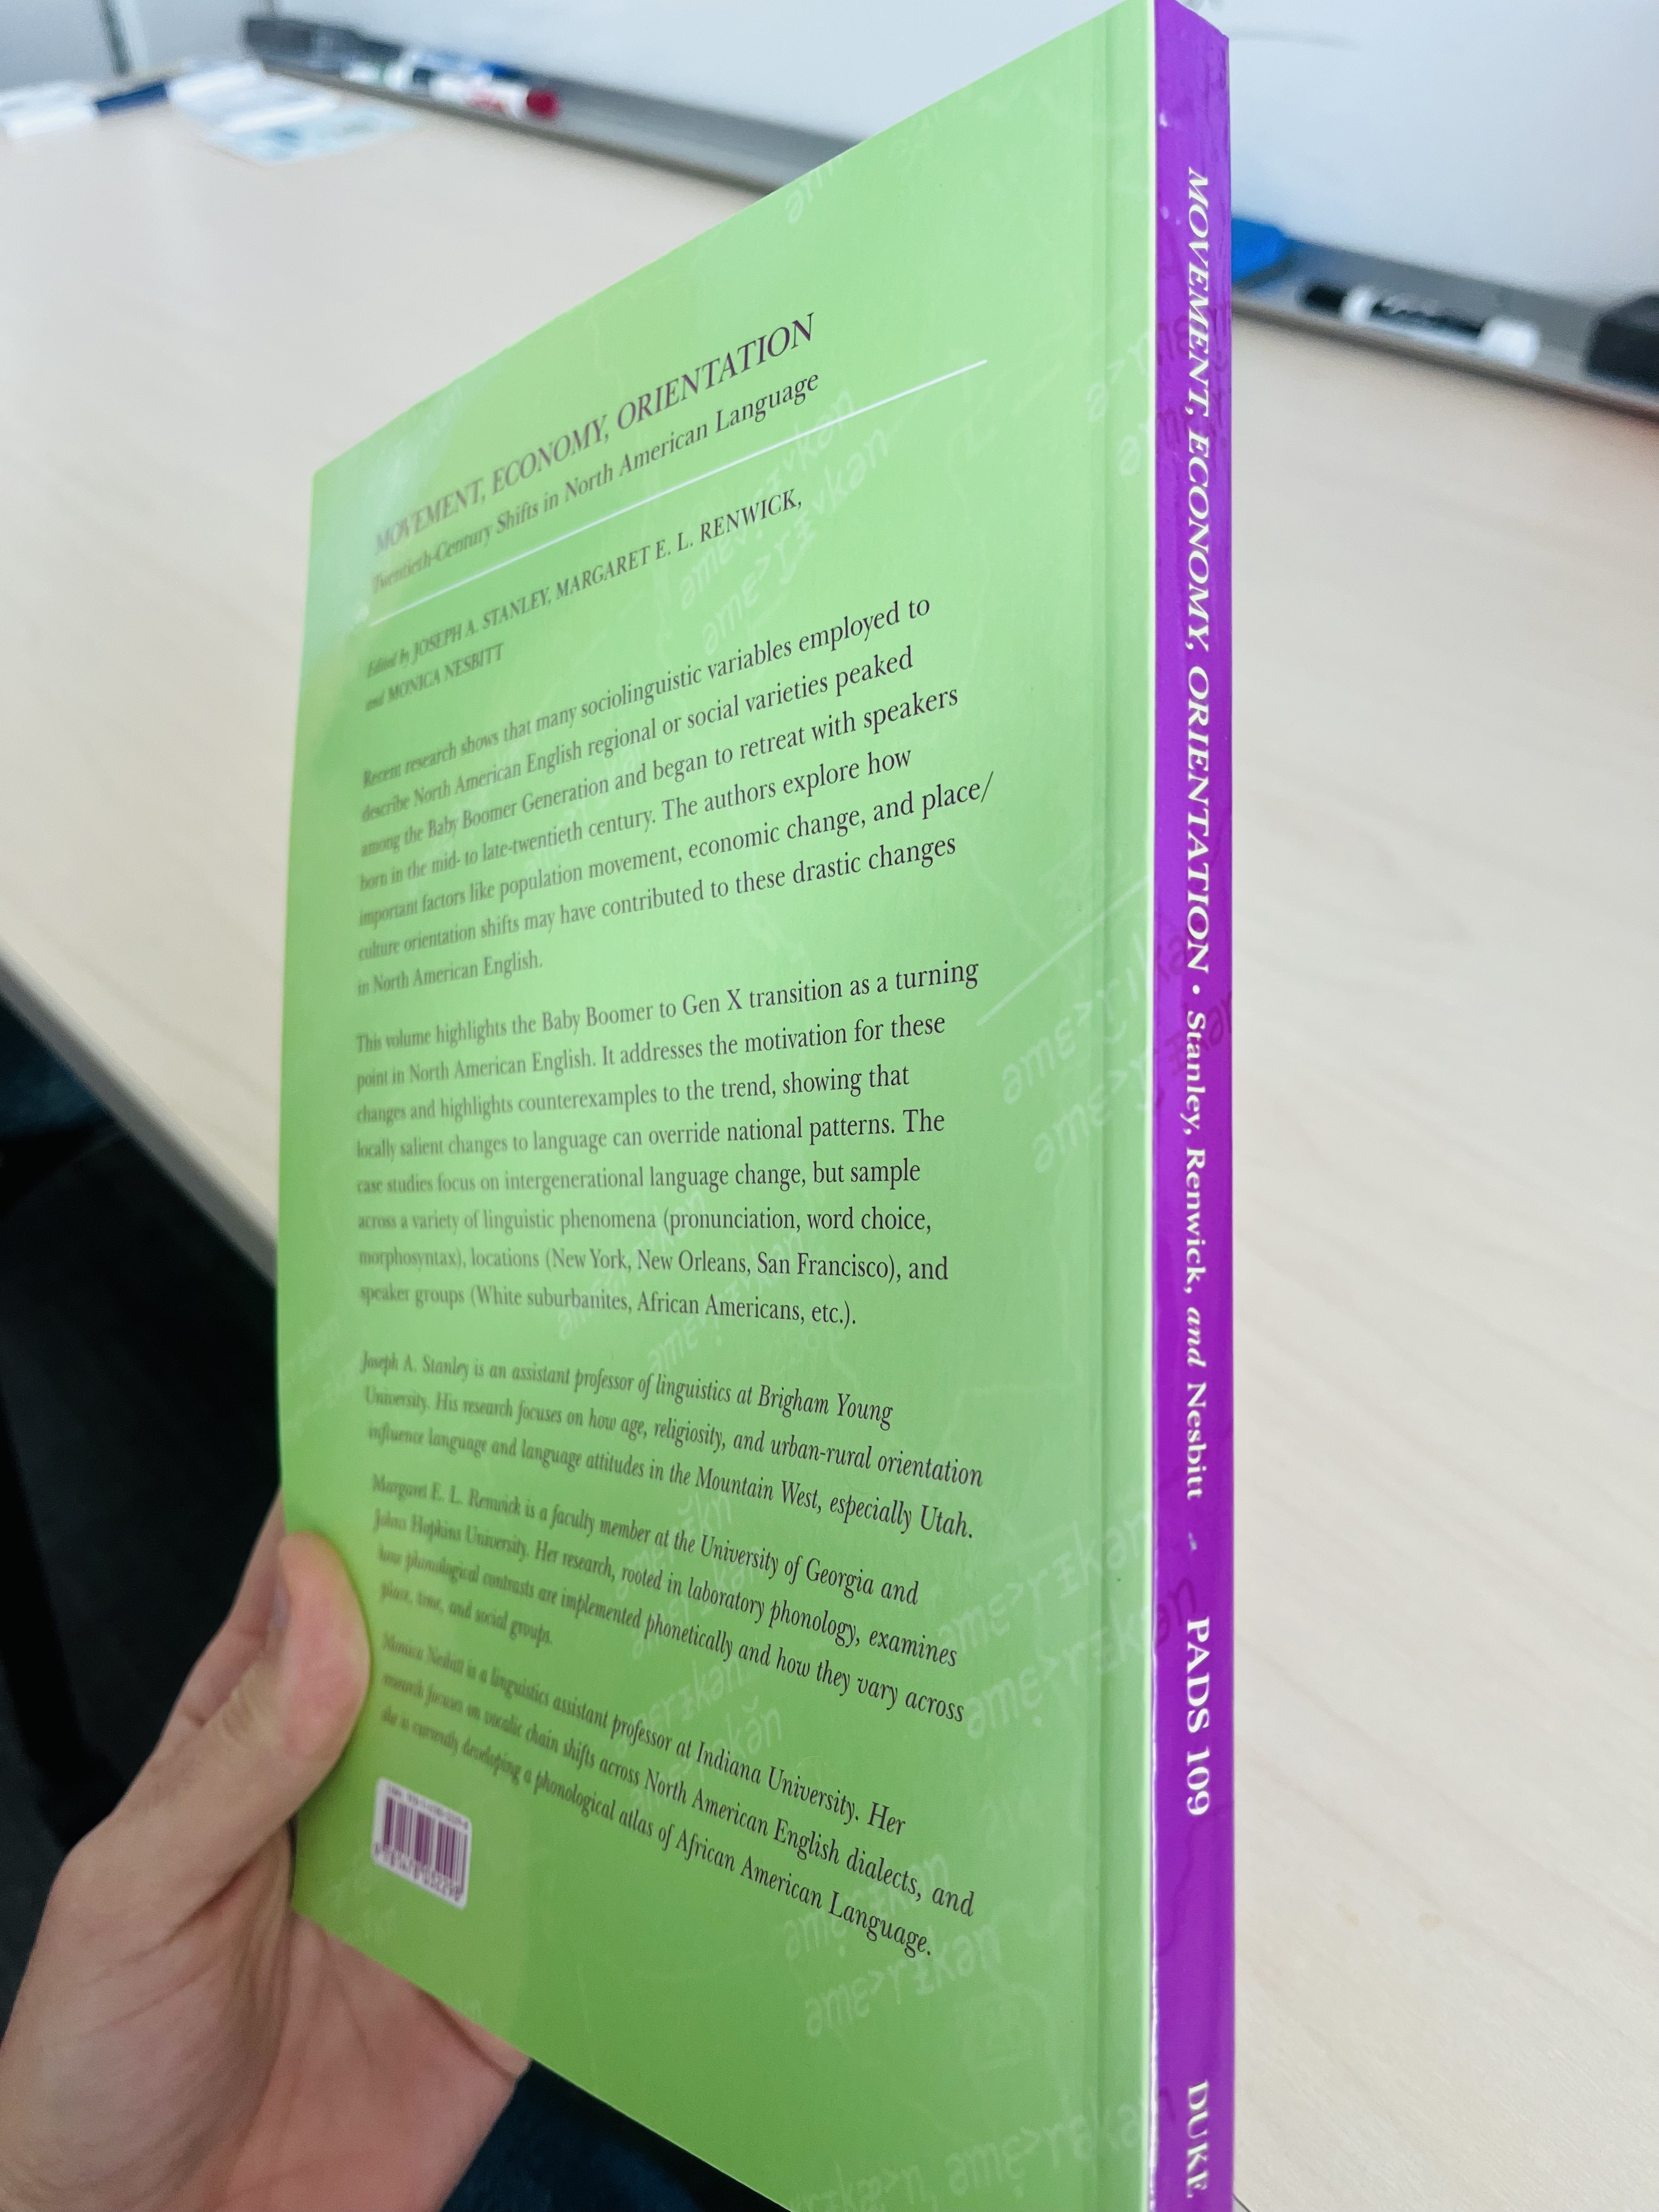 MOVEMENT, ECONOMY, ORIENTATION
Twentieth-Century Shifts in North American Language
Edited by JOSEPH A. STANLEY, MARGARET E. L. RENWICK,
and MONICA NESBITT
Recent research shows that many sociolinguistic variables employed to
describe North American English regional or social varieties peaked
among the Baby Boomer Generation and began to retreat with speakers
born in the mid- to late-twentieth century. The authors explore how
important factors like population movement, economic change, and place/
culture orientation shifts may have contributed to these drastic changes
in North American English.
This volume highlights the Baby Boomer to Gen X transition as a turning
point in North American English. It addresses the motivation for these
changes and highlights counterexamples to the trend, showing that
locally salient changes to language can override national patterns. The
case studies focus on intergenerational language change, but sample
across a variety of linguistic phenomena (pronunciation, word choice,
morphosyntax), locations (New York, New Orleans, San Francisco), and
speaker groups (White suburbanites, African Americans, etc.).
Joseph A. Stanley is an assistant professor of linguistics at Brigham Young
University. His research focuses on how age, religiosity, and urban-rural orientation
influence language and language attitudes in the Mountain West, especially Utah.
Margaret E. L. Renwick is a faculty member at the University of Georgia and
Johns Hopkins University. Her research, rooted in laboratory phonology, examines
how phonological contrasts are implemented phonetically and how they vary across
place, time, and social groups.
Monica Nesbitt is a linguistics assistant professor at Indiana University. Her
research focuses on vocalic chain shifts across North American English dialects, and
she is currently developing a phonological atlas of African American Language.
MOVEMENT, ECONOMY, ORIENTATION • Stanley, Renwick, and Nesbitt PADS 109 DUKE